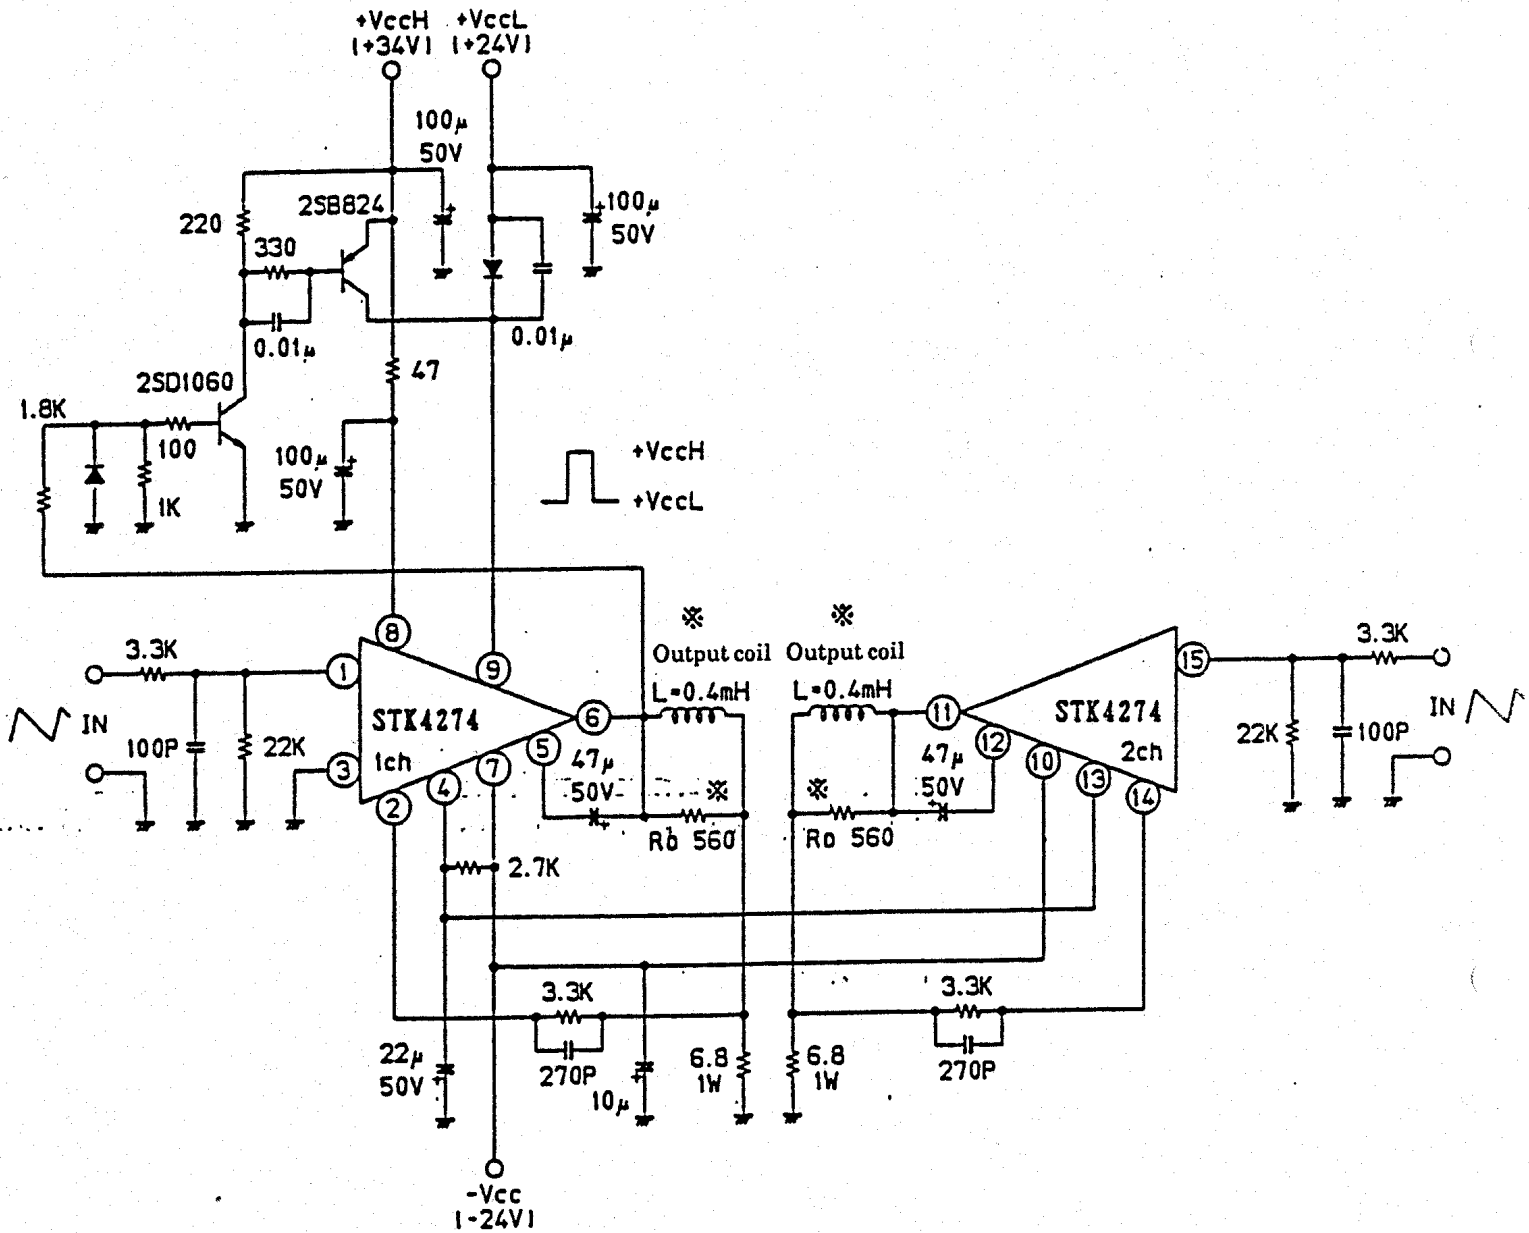 +VccH +VccL
(+34V) (+24V)
100μ
50V
2SB824
220
330
100μ
50V
0.01μ
0.01μ
47
2SD1060
1.8K
100
100μ
50V
1K
+VccH
+VccL
※ ※
Output coil Output coil
L=0.4mH L=0.4mH
3.3K
8
9
1
IN
100P
22K
3
STK4274
1ch
6
5
7
4
2
47μ
50V
※
Ro 560
2.7K
11
12
10
13
14
15
STK4274
2ch
47μ
50V
※
Ro 560
3.3K
22K
100P
IN
3.3K
270P
22μ
50V
10μ
6.8
1W
6.8
1W
3.3K
270P
-Vcc
(-24V)